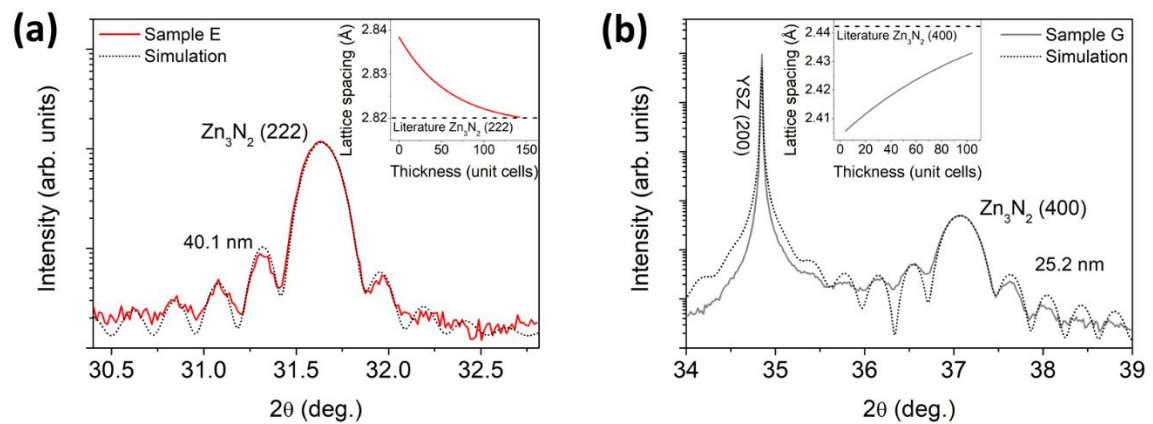 (a)
Sample E
Simulation
Zn₃N₂ (222)
40.1 nm
Intensity (arb. units)
2θ (deg.)
30.5 31.0 31.5 32.0 32.5
Lattice spacing (Å)
2.84
2.83
2.82
Literature Zn₃N₂ (222)
0 50 100 150
Thickness (unit cells)
(b)
Sample G
Simulation
YSZ (200)
Zn₃N₂ (400)
25.2 nm
Intensity (arb. units)
2θ (deg.)
34 35 36 37 38 39
Lattice spacing (Å)
2.44
2.43
2.42
2.41
Literature Zn₃N₂ (400)
0 20 40 60 80 100
Thickness (unit cells)